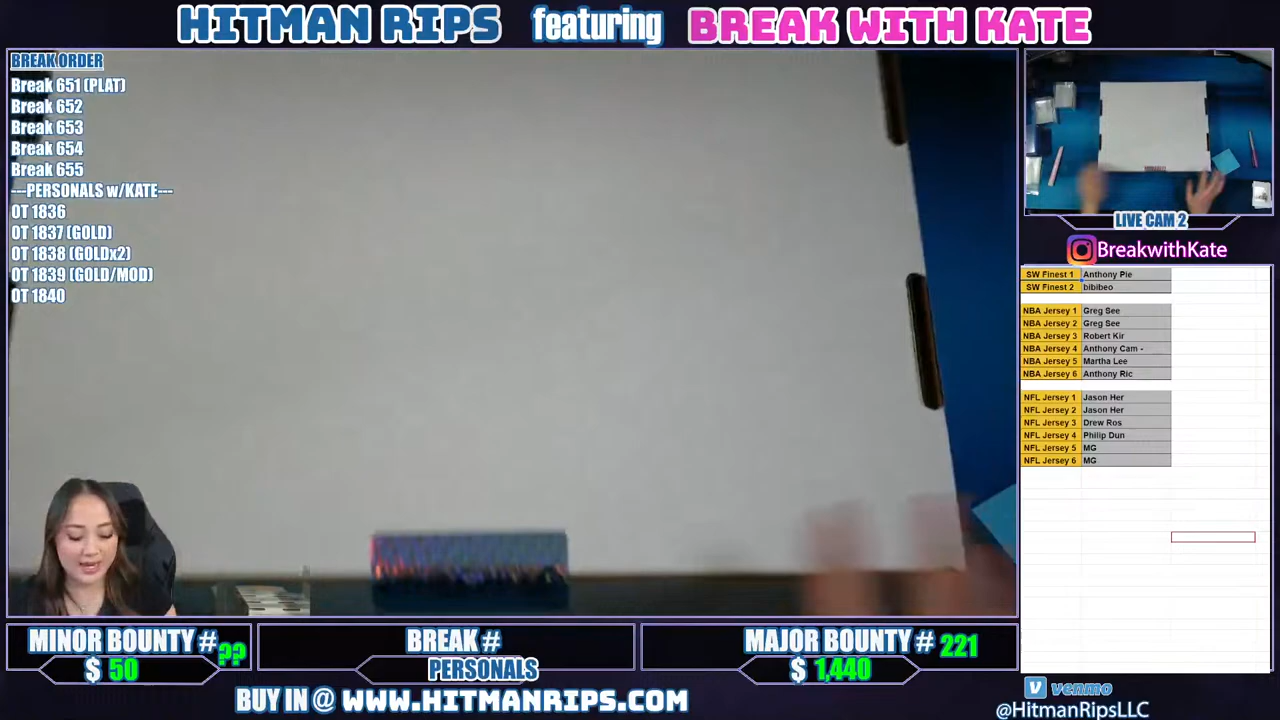 HITMAN RIPS featuring BREAK WITH KATE
BREAK ORDER
Break 651 (PLAT)
Break 652
Break 653
Break 654
Break 655
---PERSONALS w/KATE---
OT 1836
OT 1837 (GOLD)
OT 1838 (GOLDx2)
OT 1839 (GOLD/MOD)
OT 1840
LIVE CAM 2
BreakwithKate
SW Finest 1 Anthony Pie
SW Finest 2 bibibeo
NBA Jersey 1 Greg See
NBA Jersey 2 Greg See
NBA Jersey 3 Robert Kir
NBA Jersey 4 Anthony Cam -
NBA Jersey 5 Martha Lee
NBA Jersey 6 Anthony Ric
NFL Jersey 1 Jason Her
NFL Jersey 2 Jason Her
NFL Jersey 3 Drew Ros
NFL Jersey 4 Philip Dun
NFL Jersey 5 MG
NFL Jersey 6 MG
MINOR BOUNTY # ??
$ 50
BREAK #
PERSONALS
MAJOR BOUNTY # 221
$ 1,440
BUY IN @ WWW.HITMANRIPS.COM
venmo
@HitmanRipsLLC